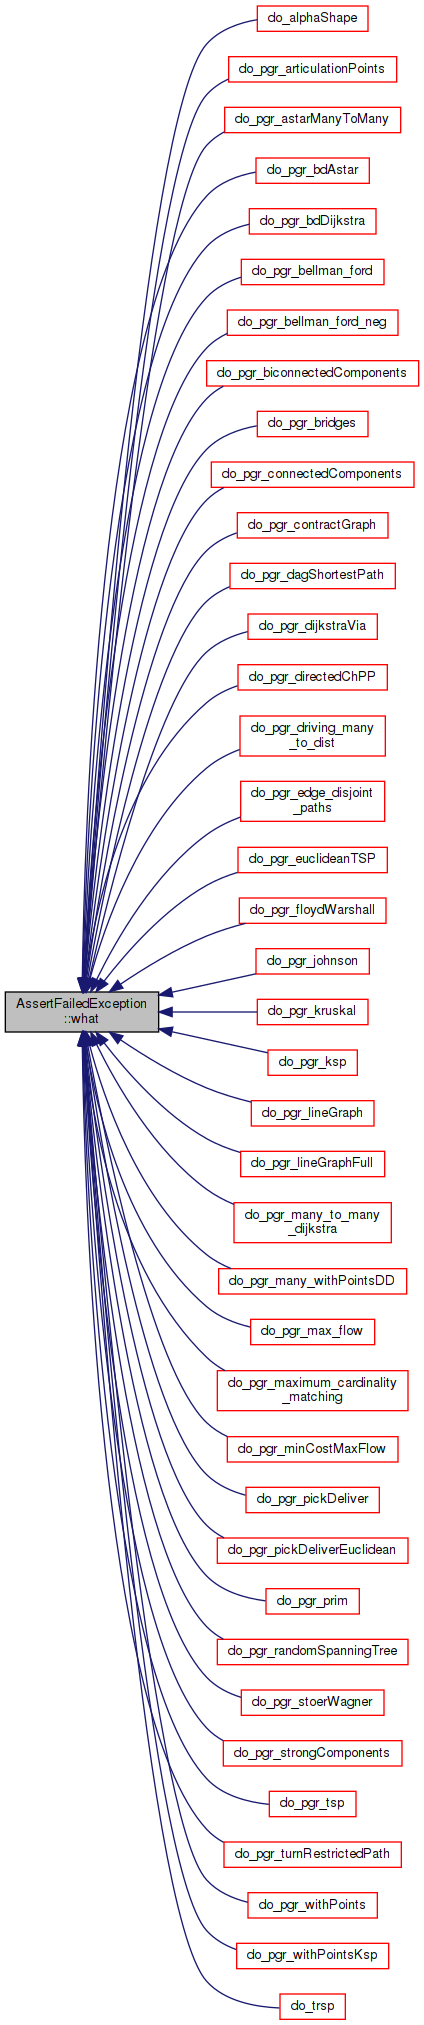 do_alphaShape
do_pgr_articulationPoints
do_pgr_astarManyToMany
do_pgr_bdAstar
do_pgr_bdDijkstra
do_pgr_bellman_ford
do_pgr_bellman_ford_neg
do_pgr_biconnectedComponents
do_pgr_bridges
do_pgr_connectedComponents
do_pgr_contractGraph
do_pgr_dagShortestPath
do_pgr_dijkstraVia
do_pgr_directedChPP
do_pgr_driving_many
_to_dist
do_pgr_edge_disjoint
_paths
do_pgr_euclideanTSP
do_pgr_floydWarshall
do_pgr_johnson
AssertFailedException
::what
do_pgr_kruskal
do_pgr_ksp
do_pgr_lineGraph
do_pgr_lineGraphFull
do_pgr_many_to_many
_dijkstra
do_pgr_many_withPointsDD
do_pgr_max_flow
do_pgr_maximum_cardinality
_matching
do_pgr_minCostMaxFlow
do_pgr_pickDeliver
do_pgr_pickDeliverEuclidean
do_pgr_prim
do_pgr_randomSpanningTree
do_pgr_stoerWagner
do_pgr_strongComponents
do_pgr_tsp
do_pgr_turnRestrictedPath
do_pgr_withPoints
do_pgr_withPointsKsp
do_trsp